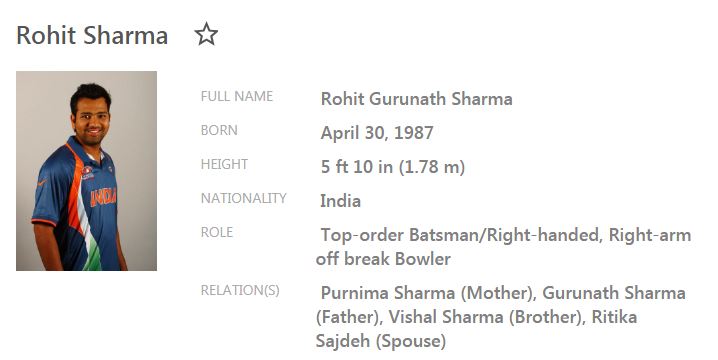 Rohit Sharma
INDIA
FULL NAME Rohit Gurunath Sharma
BORN April 30, 1987
HEIGHT 5 ft 10 in (1.78 m)
NATIONALITY India
ROLE Top-order Batsman/Right-handed, Right-arm
off break Bowler
RELATION(S) Purnima Sharma (Mother), Gurunath Sharma
(Father), Vishal Sharma (Brother), Ritika
Sajdeh (Spouse)